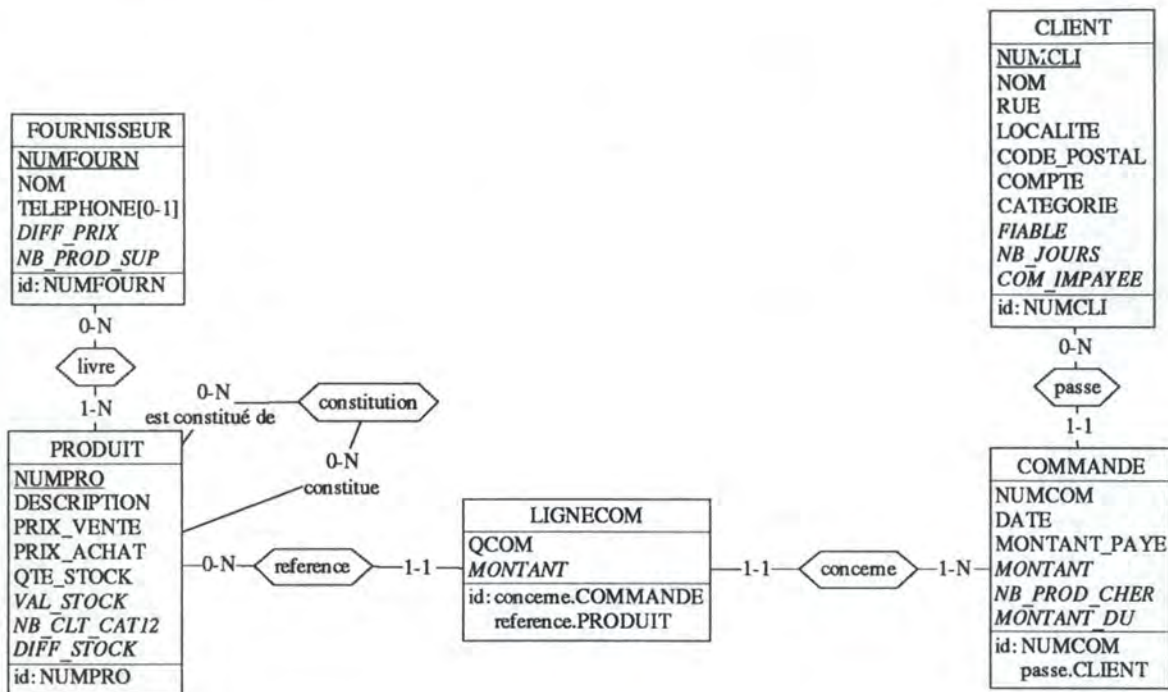 CLIENT
NUMCLI
NOM
RUE
LOCALITE
CODE_POSTAL
COMPTE
CATEGORIE
FIABLE
NB_JOURS
COM_IMPAYEE
id: NUMCLI
FOURNISSEUR
NUMFOURN
NOM
TELEPHONE[0-1]
DIFF_PRIX
NB_PROD_SUP
id: NUMFOURN
0-N
livre
1-N
0-N
est constitué de
constitution
0-N
constitue
0-N
passe
1-1
PRODUIT
NUMPRO
DESCRIPTION
PRIX_VENTE
PRIX_ACHAT
QTE_STOCK
VAL_STOCK
NB_CLT_CAT12
DIFF_STOCK
id: NUMPRO
0-N
reference
1-1
LIGNECOM
QCOM
MONTANT
id: conceme.COMMANDE
reference.PRODUIT
1-1
conceme
1-N
COMMANDE
NUMCOM
DATE
MONTANT_PAYE
MONTANT
NB_PROD_CHER
MONTANT_DU
id: NUMCOM
passe.CLIENT